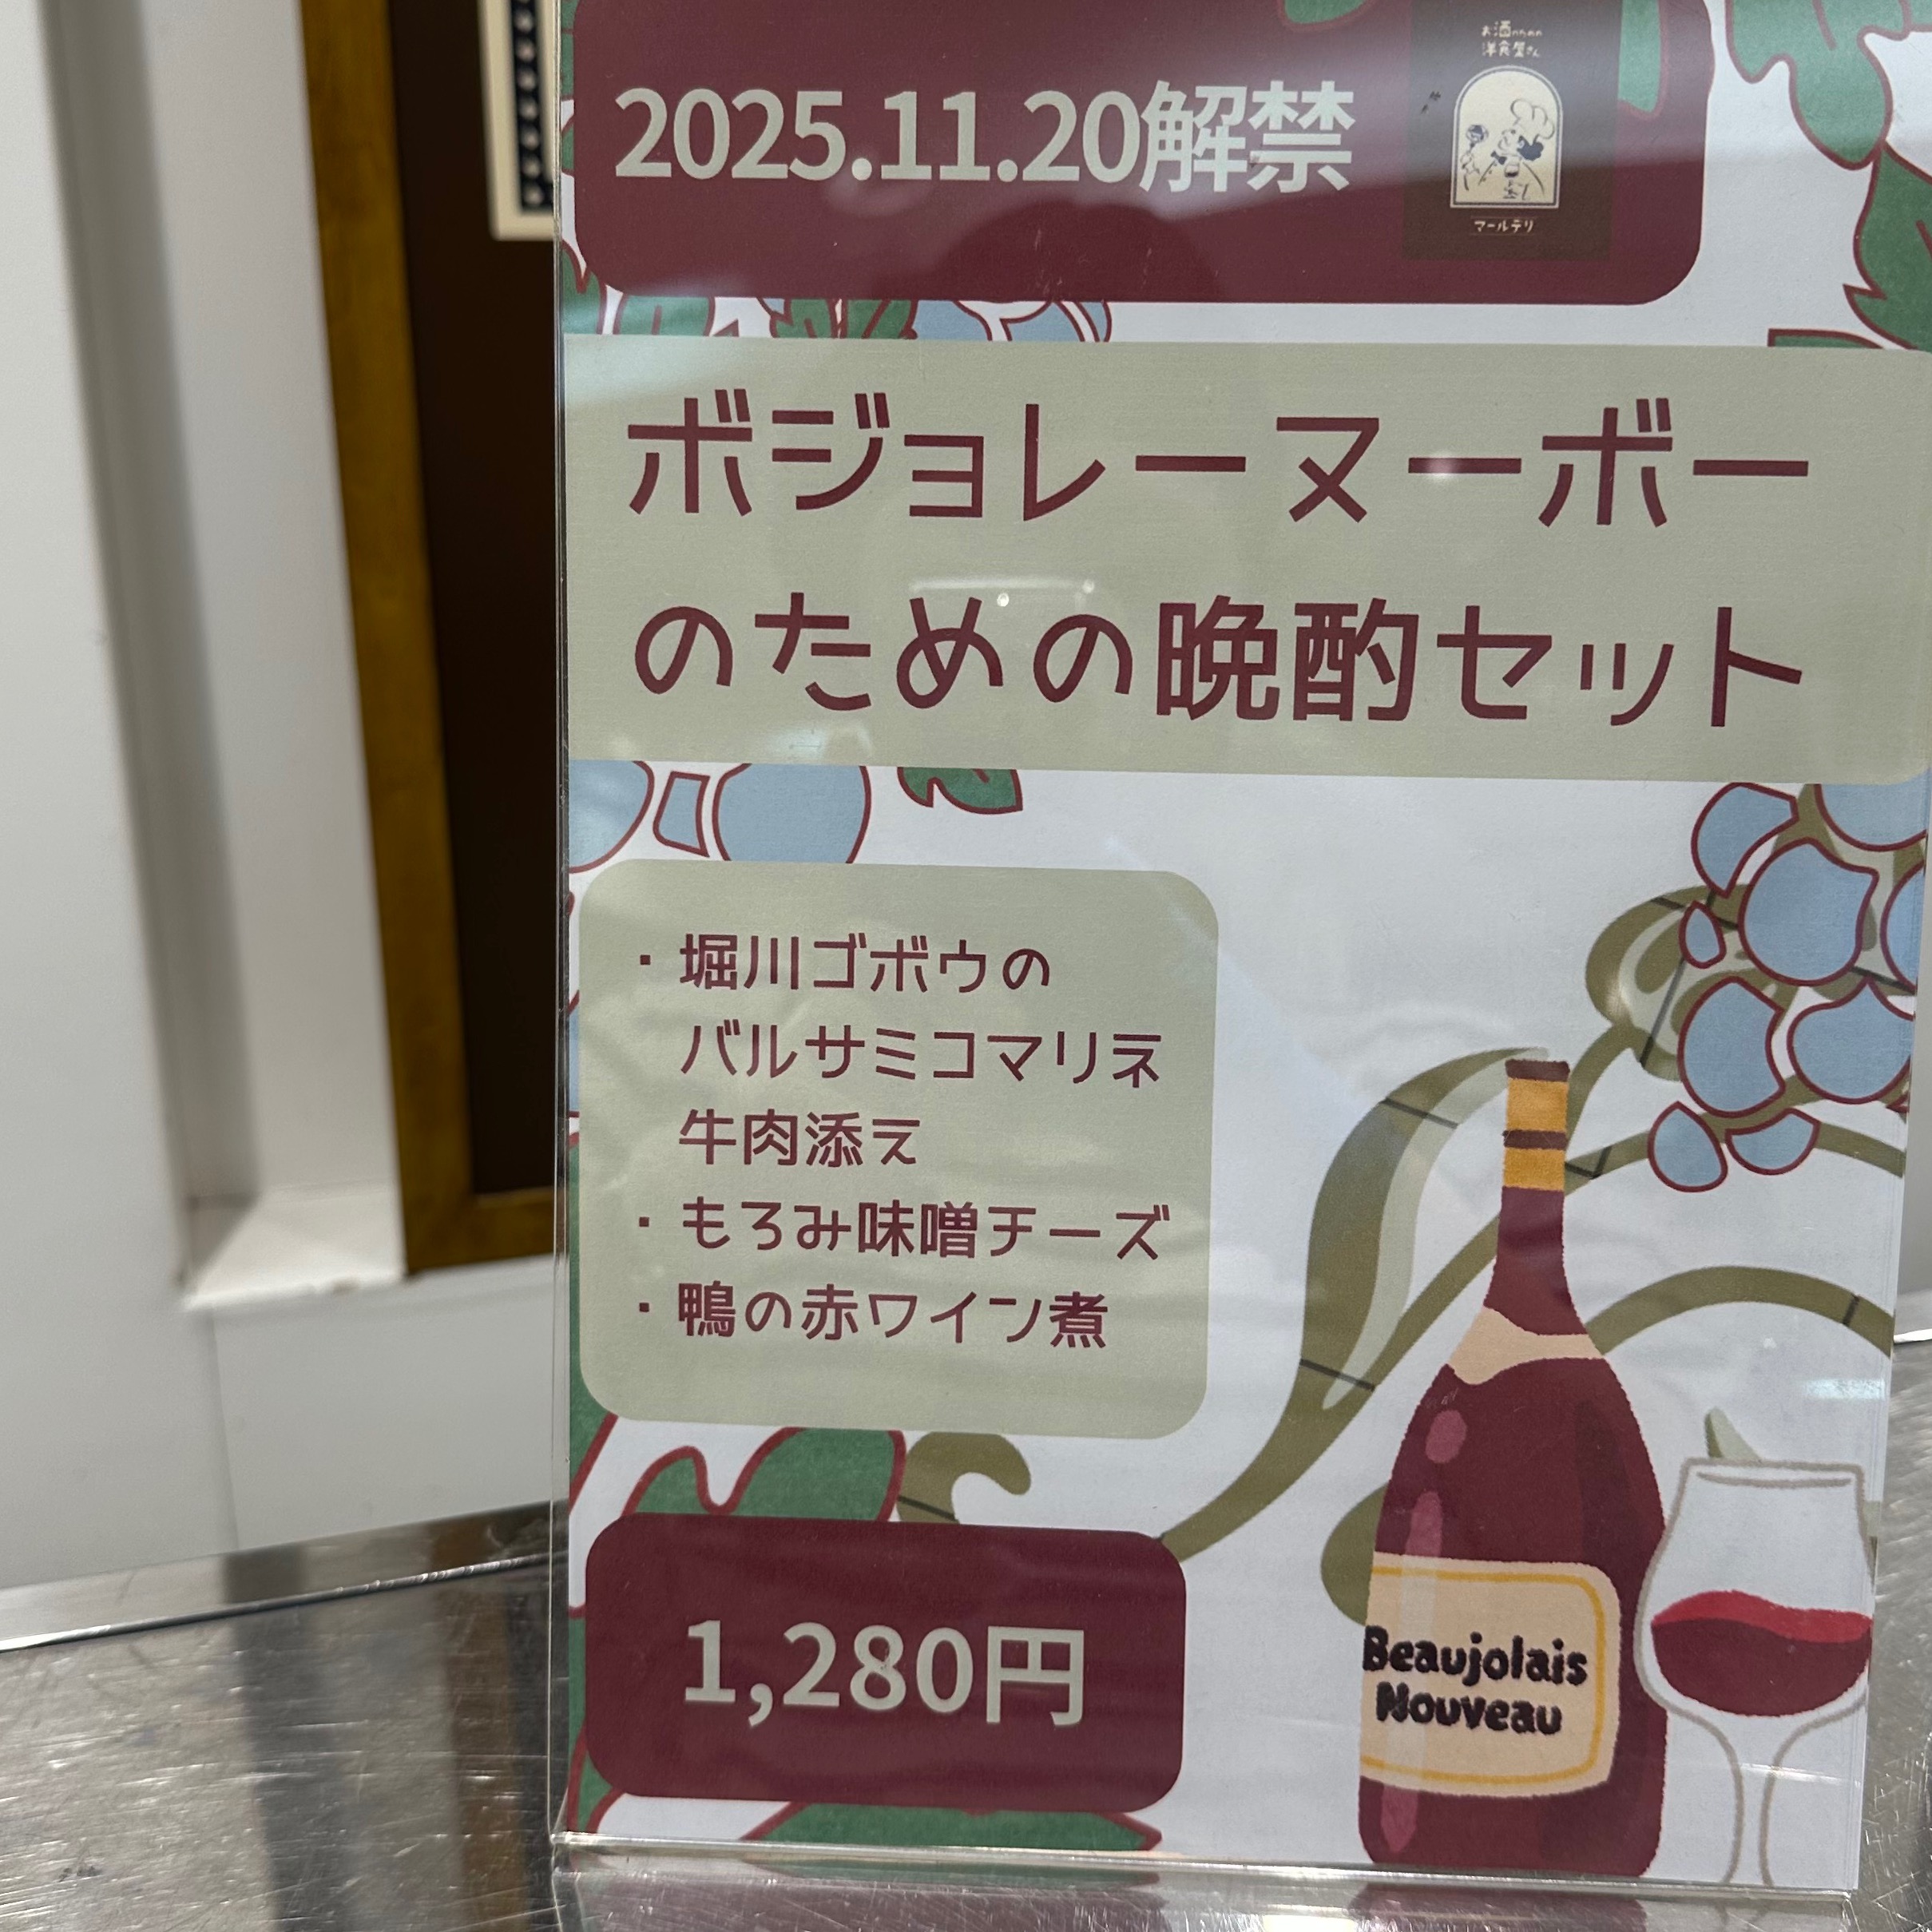 お酒のための
洋食屋さん
マールデリ
2025.11.20解禁
ボジョレーヌーボー
のための晩酌セット
・堀川ゴボウの
バルサミコマリネ
牛肉添え
・もろみ味噌チーズ
・鴨の赤ワイン煮
1,280円
Beaujolais
Nouveau